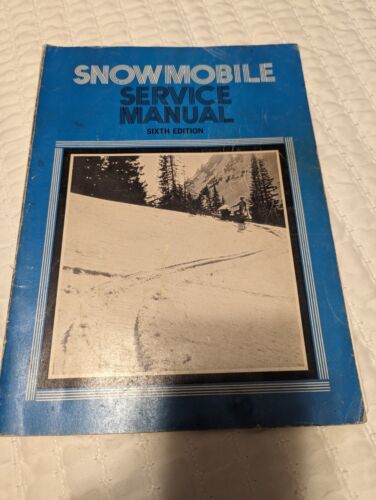 SNOWMOBILE
SERVICE
MANUAL
SIXTH EDITION